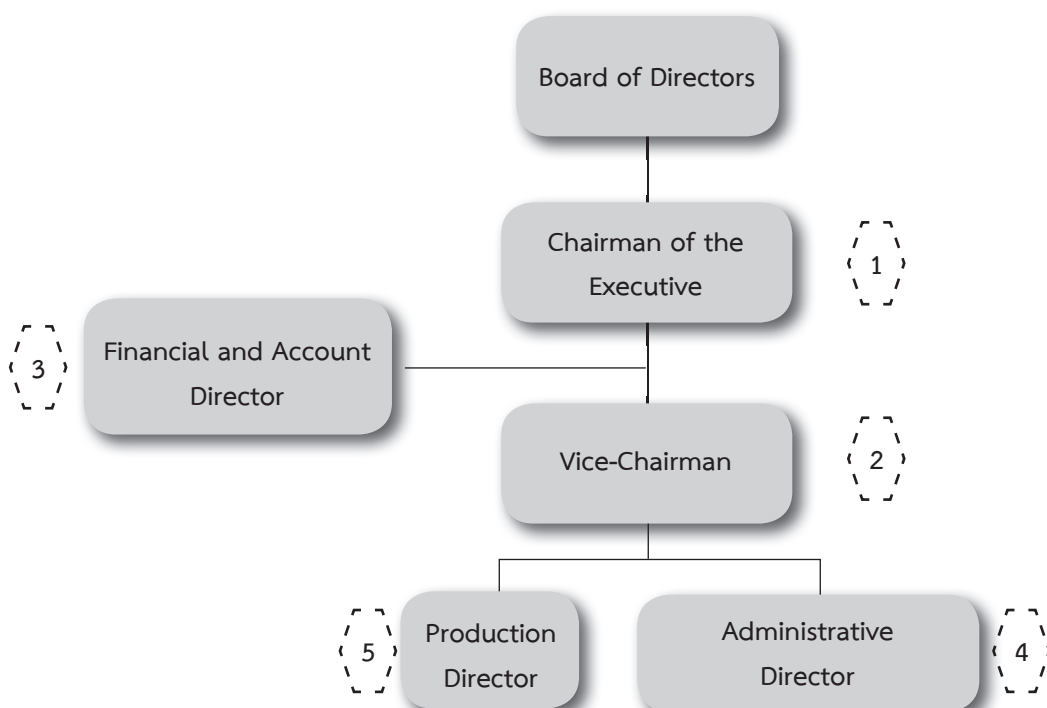 Board of Directors
Chairman of the
Executive
1
3
Financial and Account
Director
Vice-Chairman
2
5
Production
Director
Administrative
Director
4